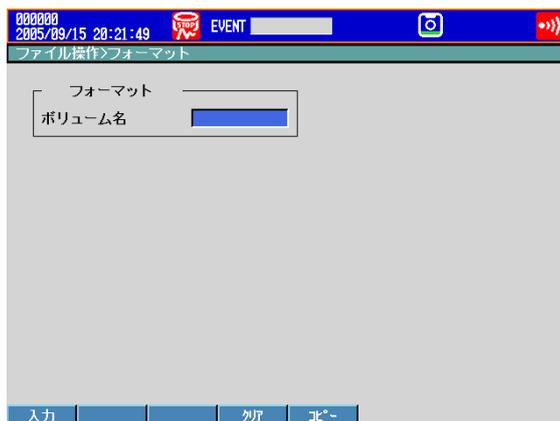 000000
2005/09/15 20:21:49 STOP EVENT
ファイル操作>フォーマット
フォーマット
ボリューム名
入力 ｸﾘｱ ｺﾋﾟｰ